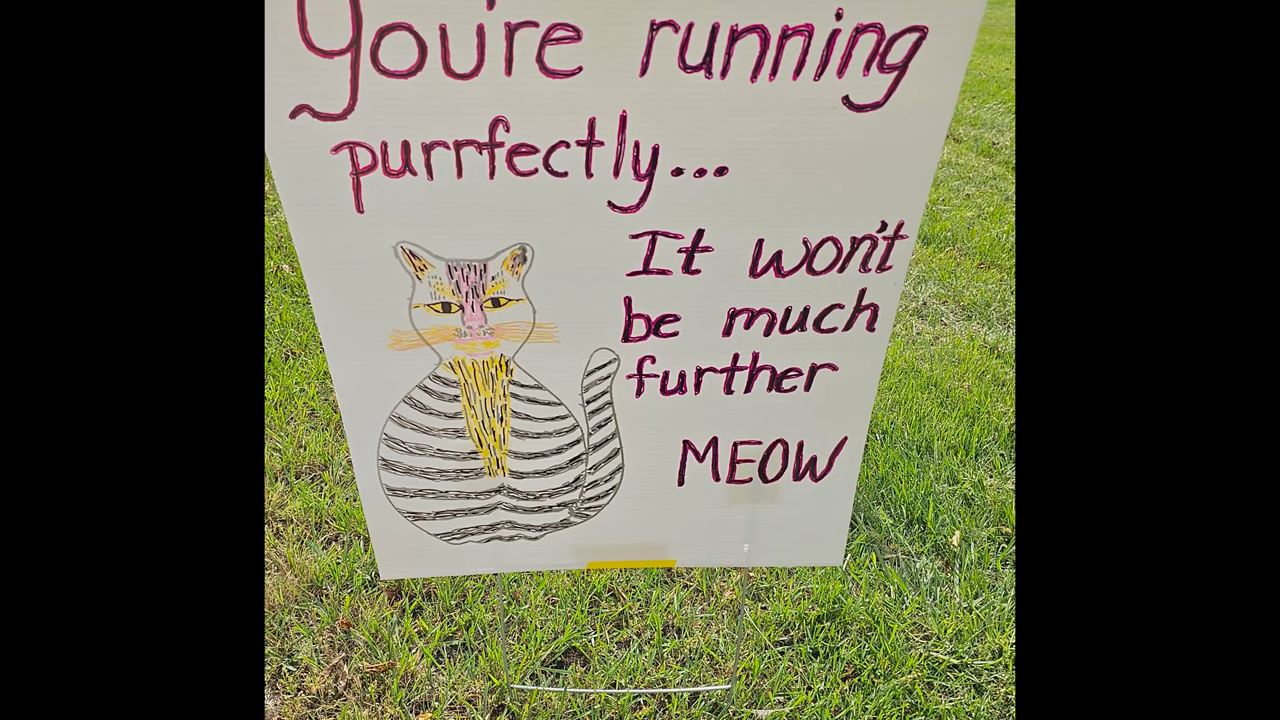 You're running
purrfectly...
It won't
be much
further
MEOW